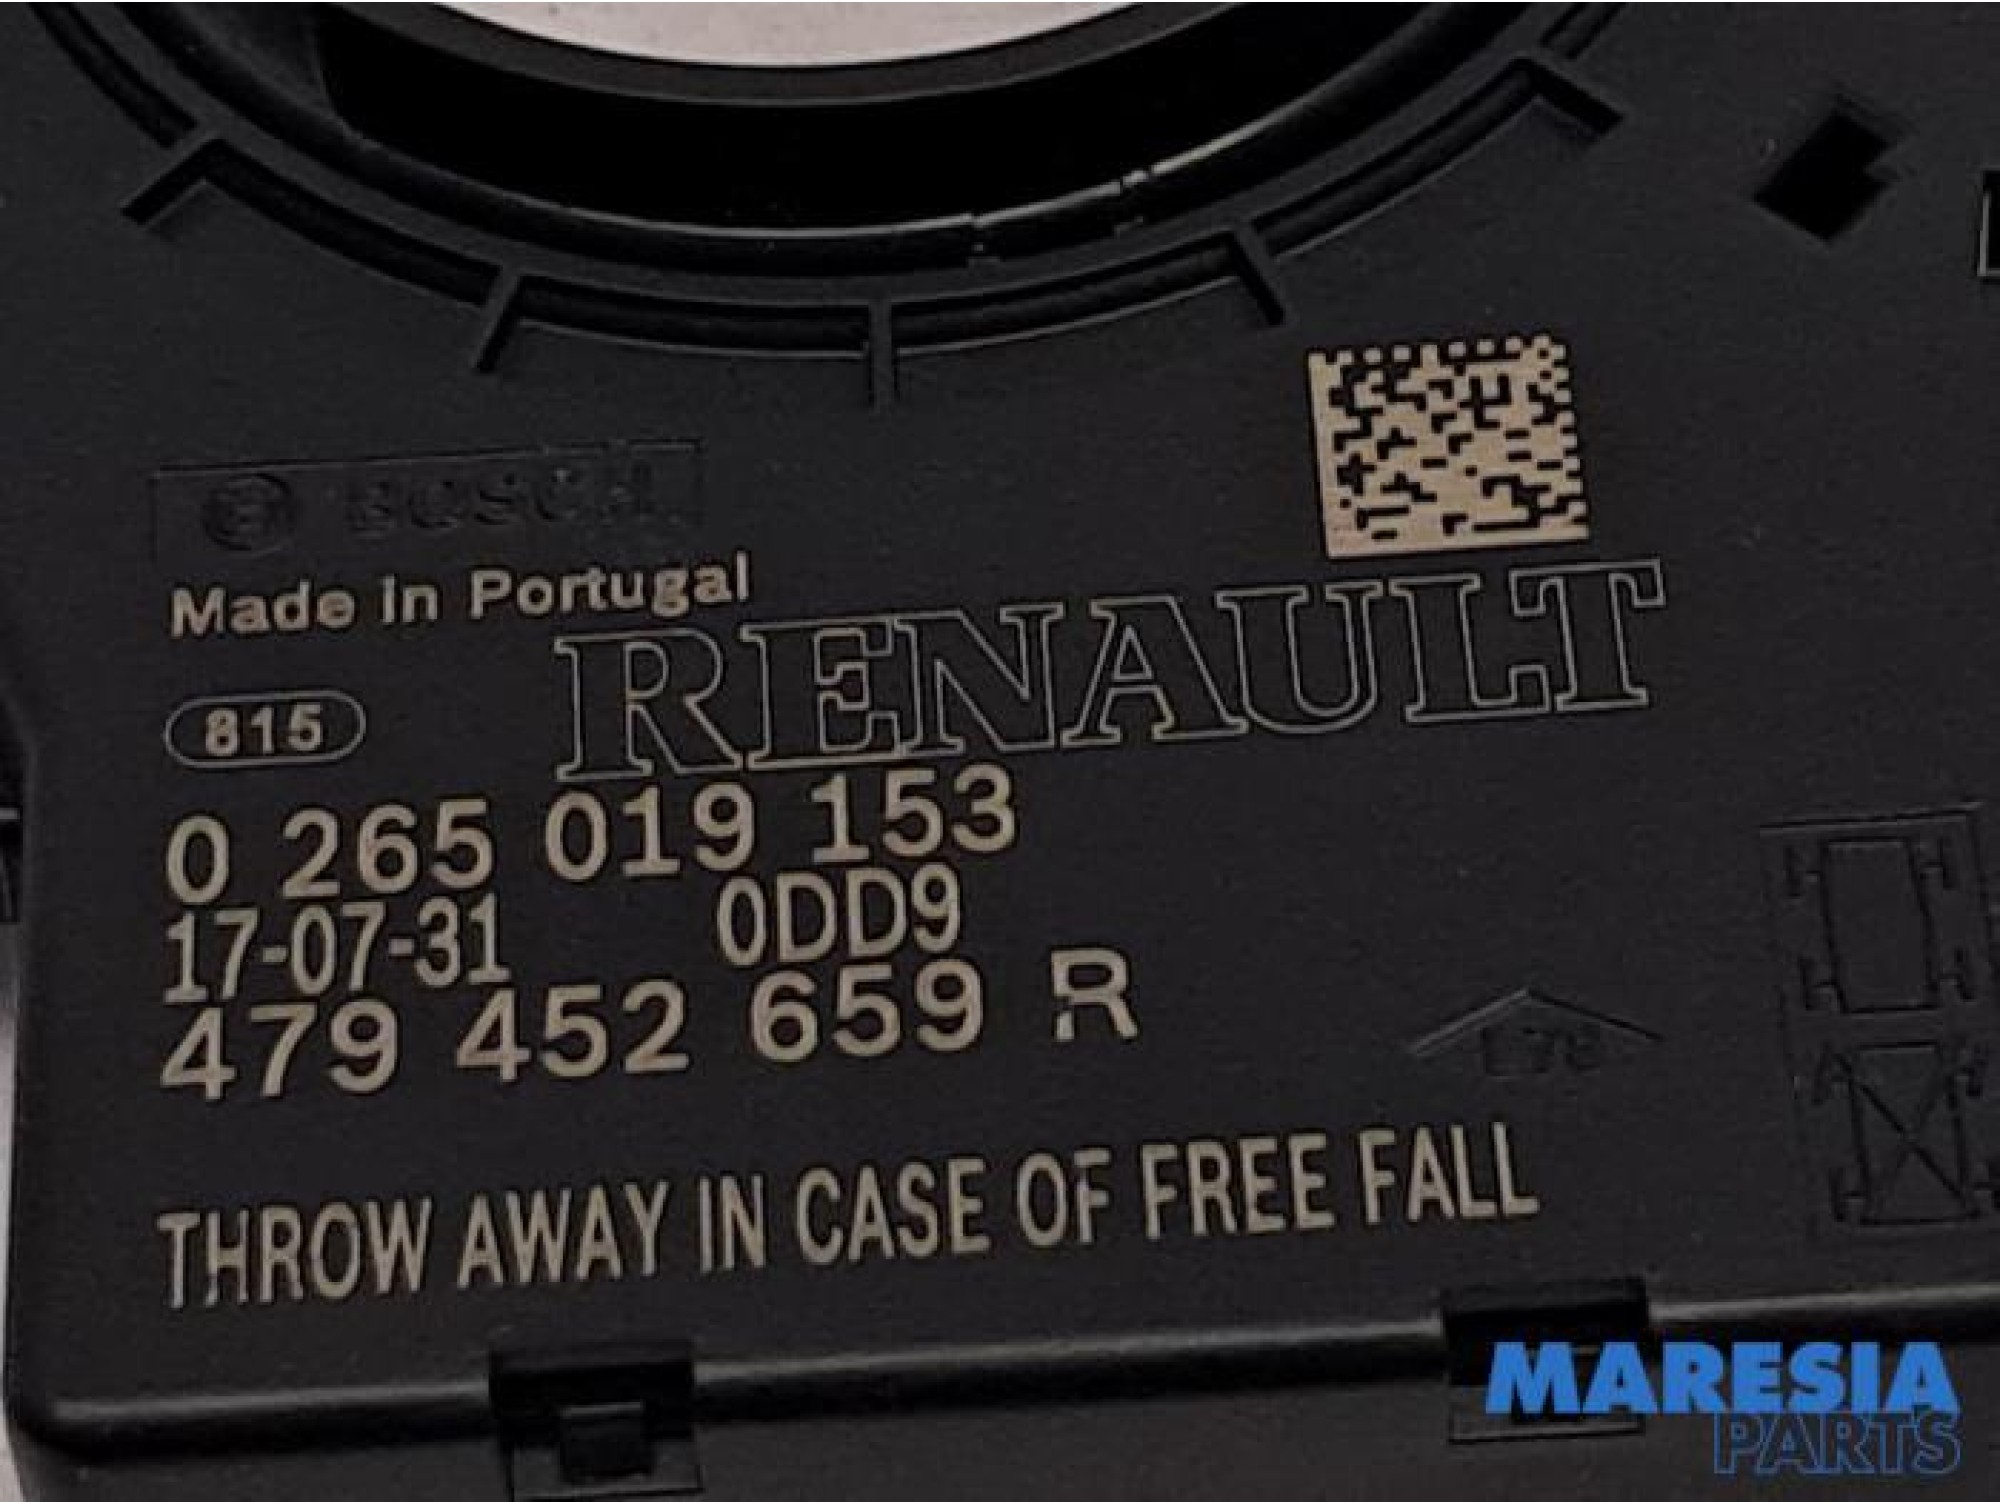 BOSCH
Made in Portugal
RENAULT
815
0 265 019 153
17-07-31 0DD9
479 452 659 R
THROW AWAY IN CASE OF FREE FALL
MARESIA
PARTS